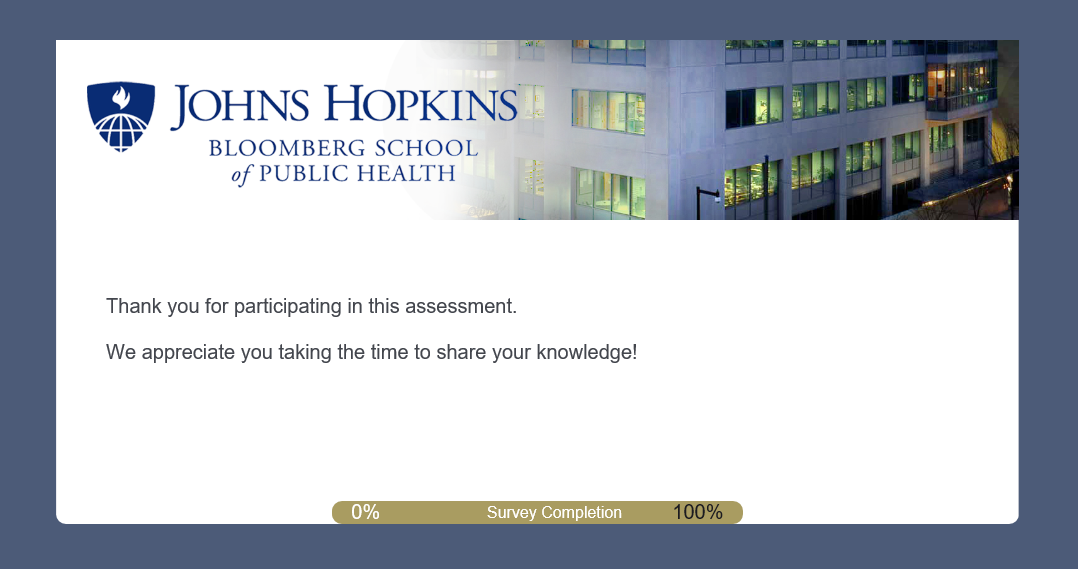 JOHNS HOPKINS
BLOOMBERG SCHOOL
of PUBLIC HEALTH
Thank you for participating in this assessment.
We appreciate you taking the time to share your knowledge!
0% Survey Completion 100%